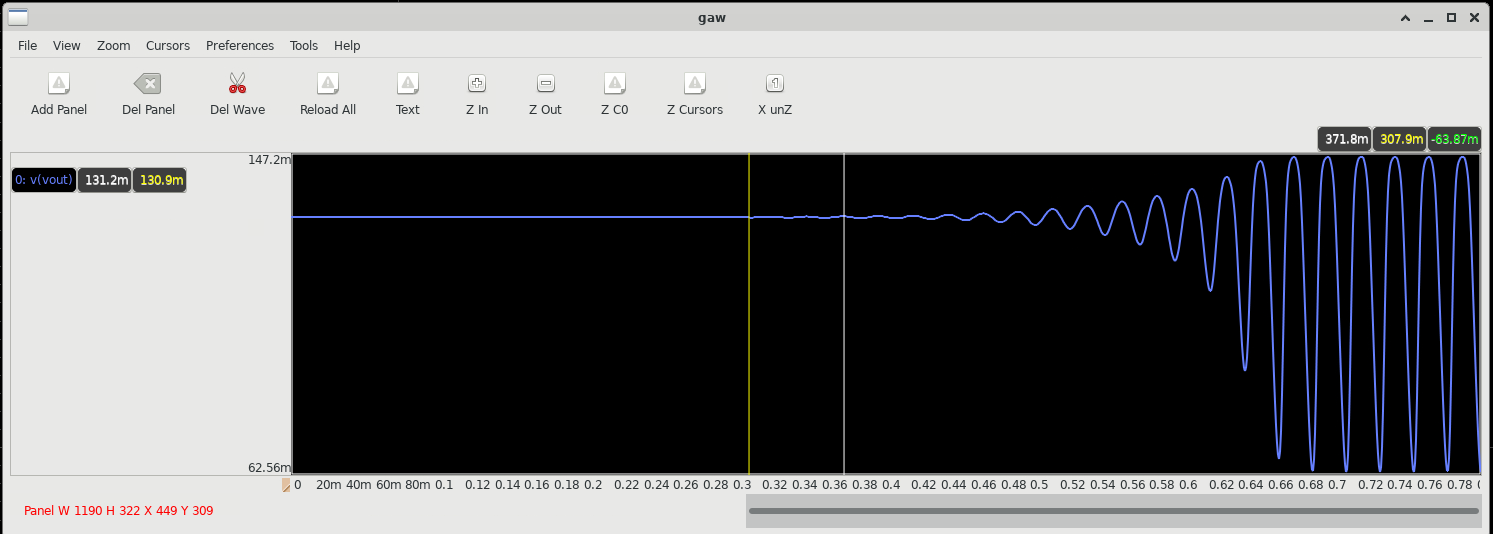 gaw
File View Zoom Cursors Preferences Tools Help
Add Panel Del Panel Del Wave Reload All Text Z In Z Out Z C0 Z Cursors X unZ
371.8m 307.9m -63.87m
147.2m
0: v(vout) 131.2m 130.9m
62.56m
0 20m 40m 60m 80m 0.1 0.12 0.14 0.16 0.18 0.2 0.22 0.24 0.26 0.28 0.3 0.32 0.34 0.36 0.38 0.4 0.42 0.44 0.46 0.48 0.5 0.52 0.54 0.56 0.58 0.6 0.62 0.64 0.66 0.68 0.7 0.72 0.74 0.76 0.78
Panel W 1190 H 322 X 449 Y 309